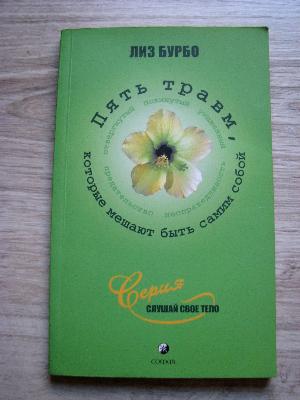 ЛИЗ БУРБО
Пять травм,
отвергнутый покинутый униженный
предательство несправедливость
которые мешают быть самим собой
Серия
СЛУШАЙ СВОЕ ТЕЛО
СОФИЯ